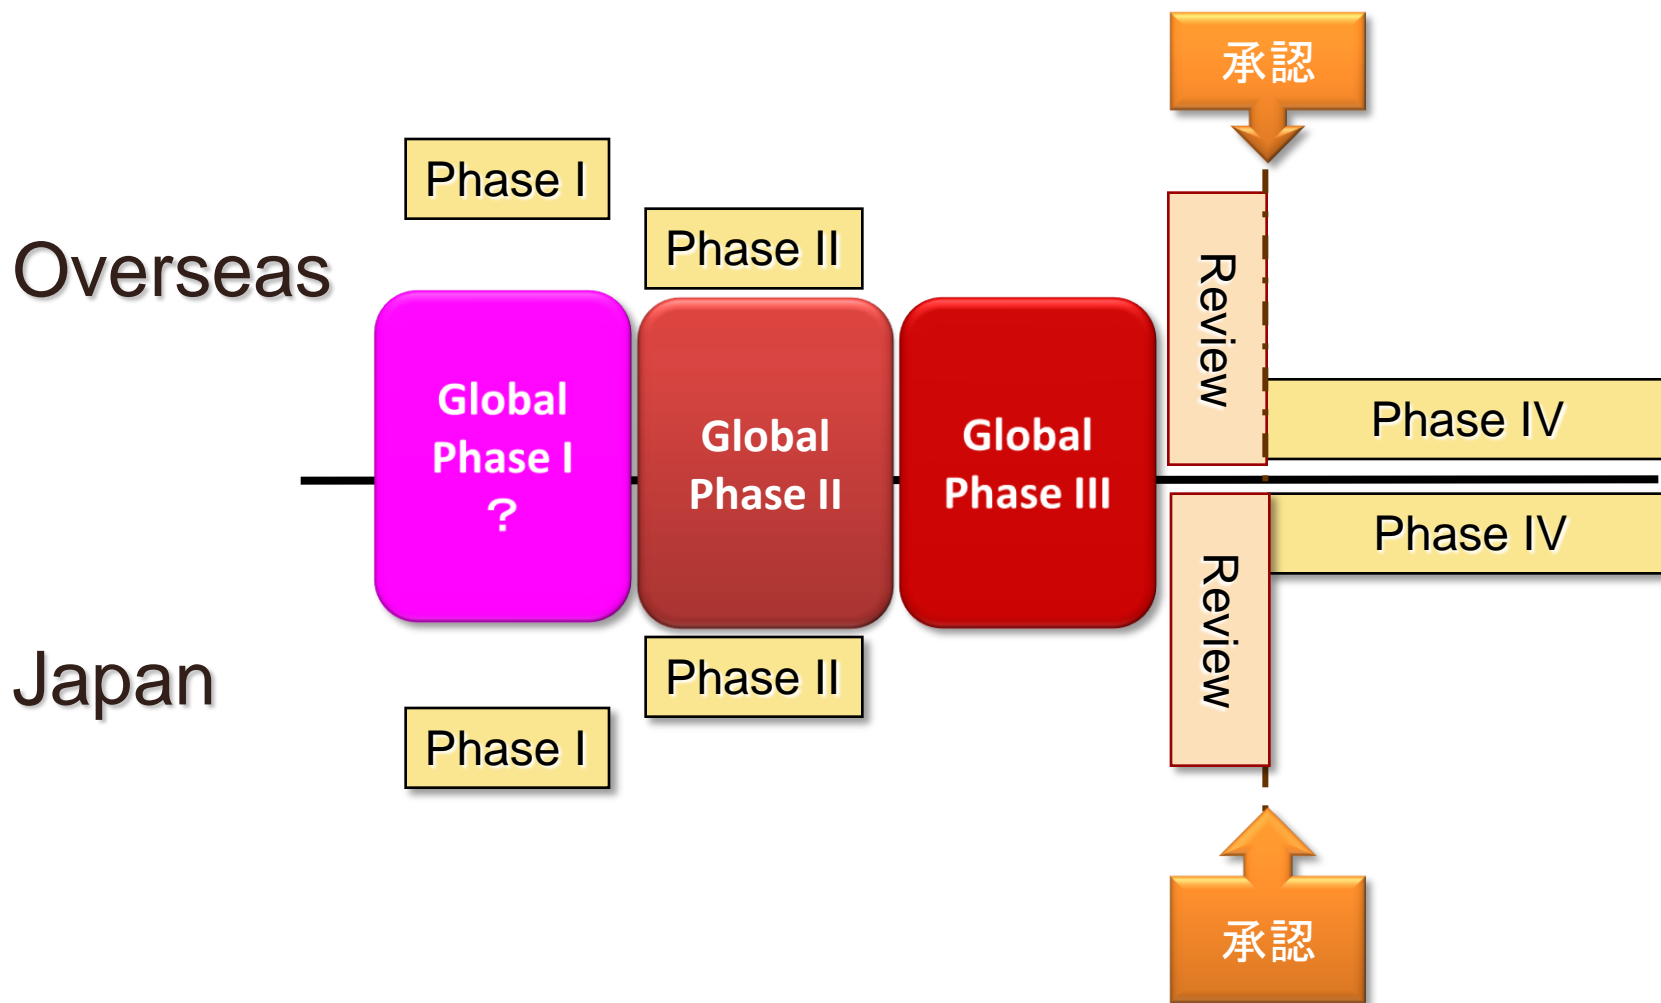 承認
Phase I
Phase II
Overseas
Review
Global
Phase I
?
Global
Phase II
Global
Phase III
Phase IV
Phase IV
Review
Japan
Phase II
Phase I
承認